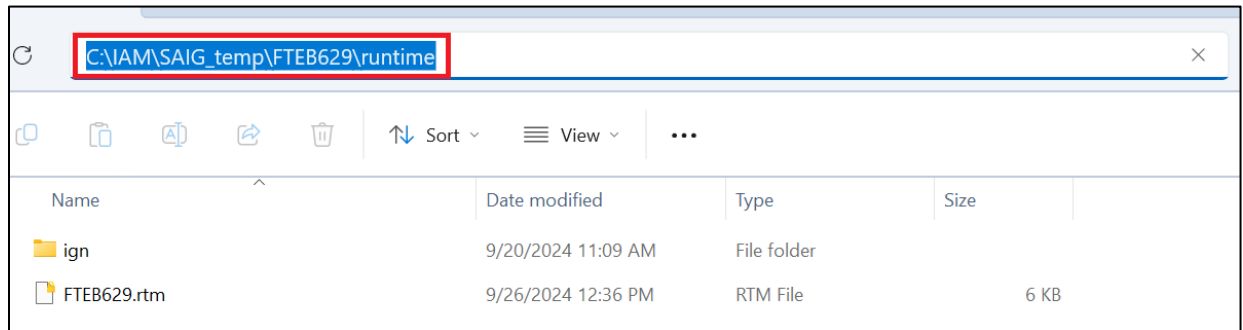 C:\IAM\SAIG_temp\FTEB629\runtime
Sort View
Name Date modified Type Size
ign 9/20/2024 11:09 AM File folder
FTEB629.rtm 9/26/2024 12:36 PM RTM File 6 KB